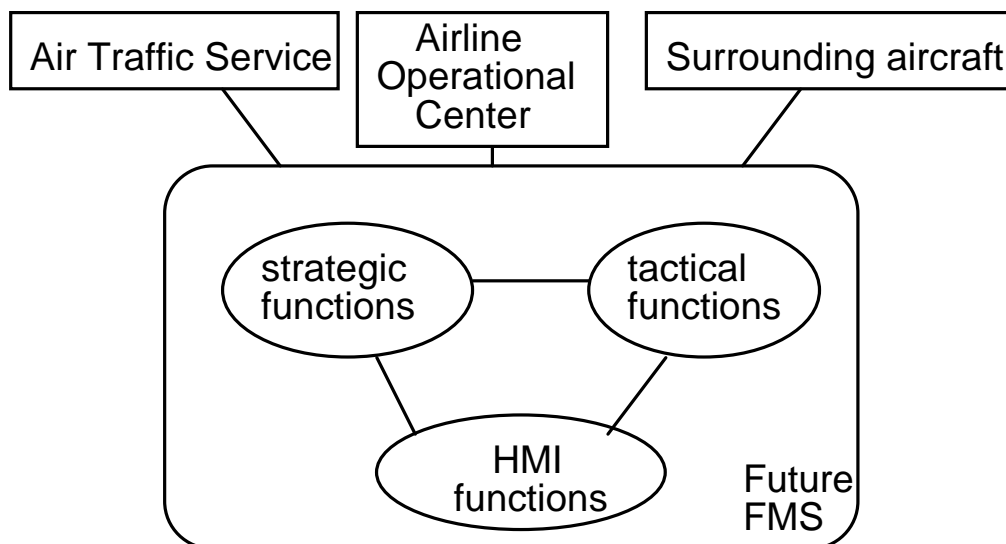 Air Traffic Service
Airline
Operational
Center
Surrounding aircraft
strategic
functions
tactical
functions
HMI
functions
Future
FMS